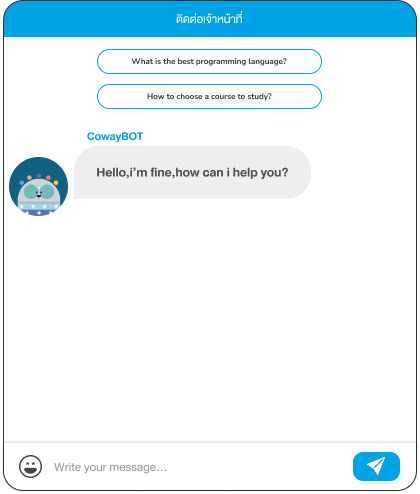 ติดต่อเจ้าหน้าที่
What is the best programming language?
How to choose a course to study?
CowayBOT
Hello,i'm fine,how can i help you?
Write your message...